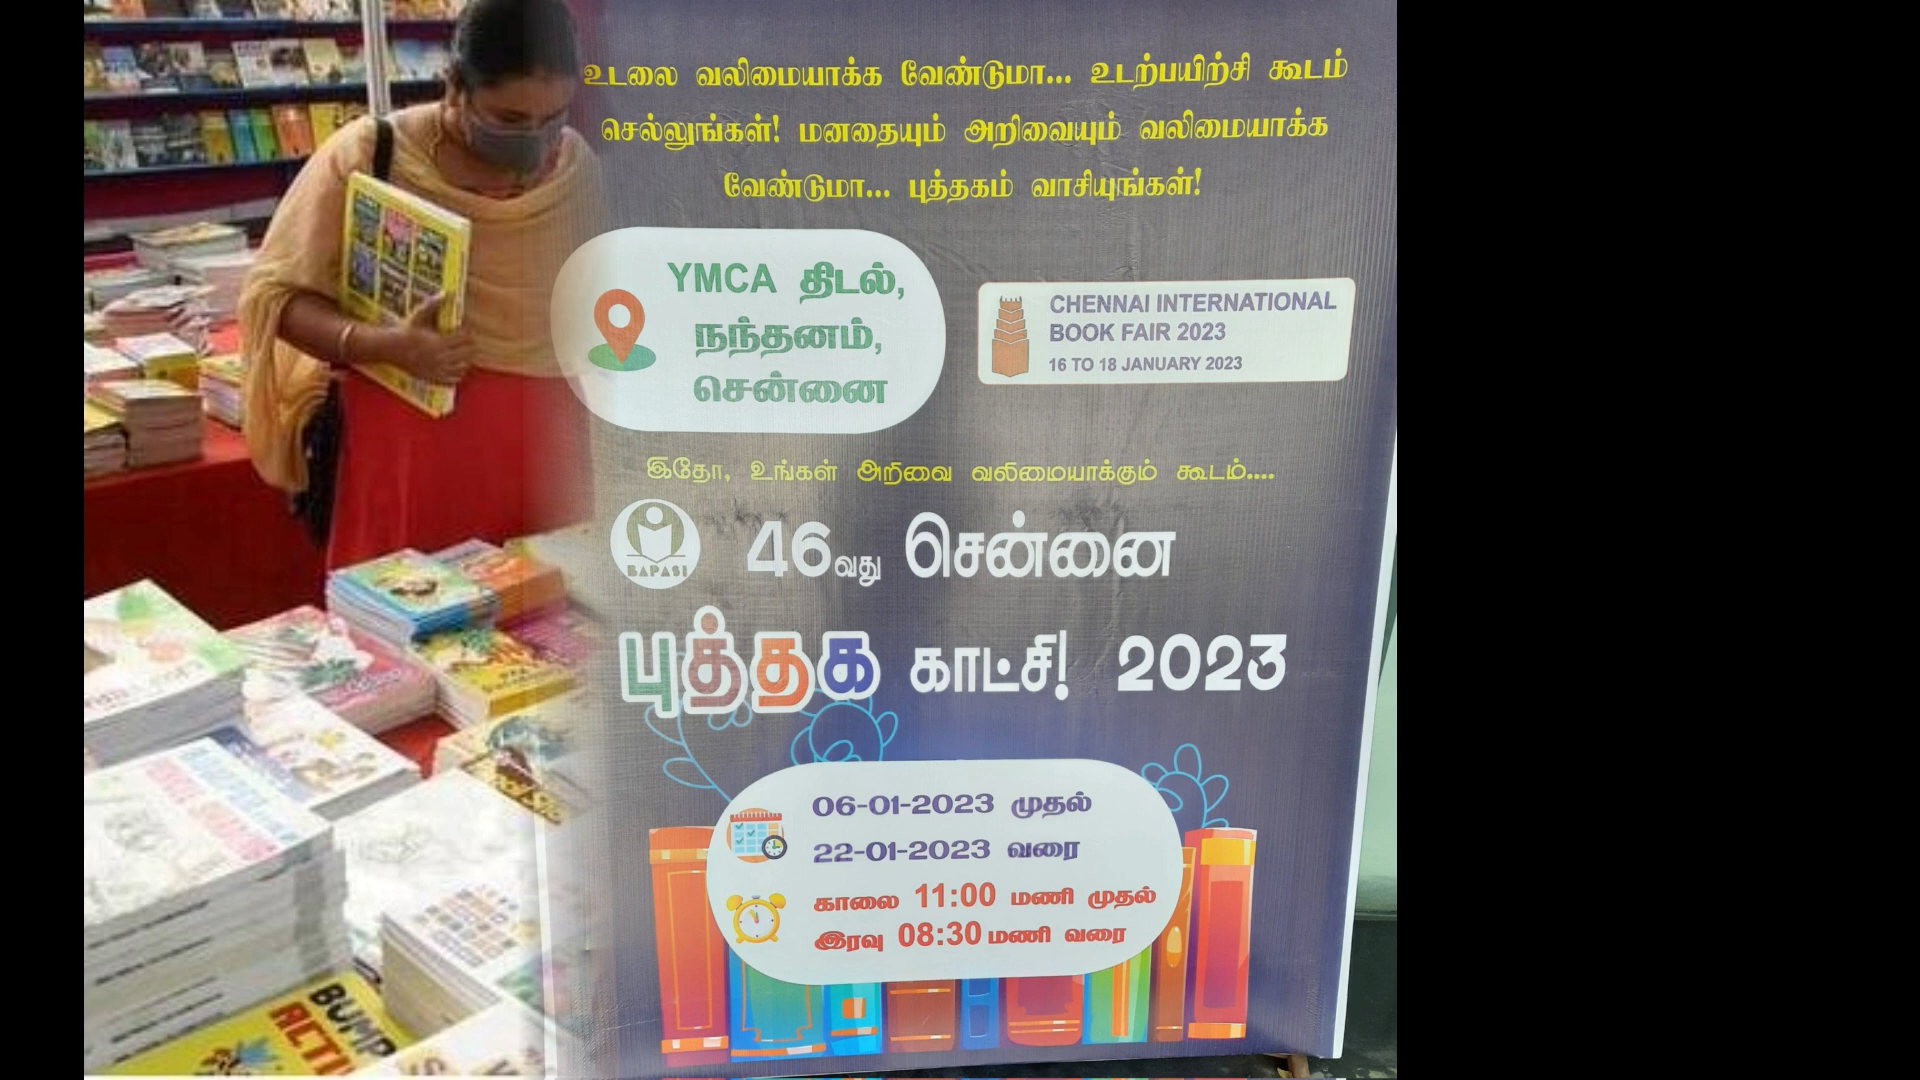 உடலை வலிமையாக்க வேண்டுமா... உடற்பயிற்சி கூடம்
செல்லுங்கள்! மனதையும் அறிவையும் வலிமையாக்க
வேண்டுமா... புத்தகம் வாசியுங்கள்!
YMCA திடல்,
நந்தனம்,
சென்னை
CHENNAI INTERNATIONAL
BOOK FAIR 2023
16 TO 18 JANUARY 2023
இதோ, உங்கள் அறிவை வலிமையாக்கும் கூடம்....
BAPASI
46வது சென்னை
புத்தக காட்சி! 2023
06-01-2023 முதல்
22-01-2023 வரை
காலை 11:00 மணி முதல்
இரவு 08:30 மணி வரை